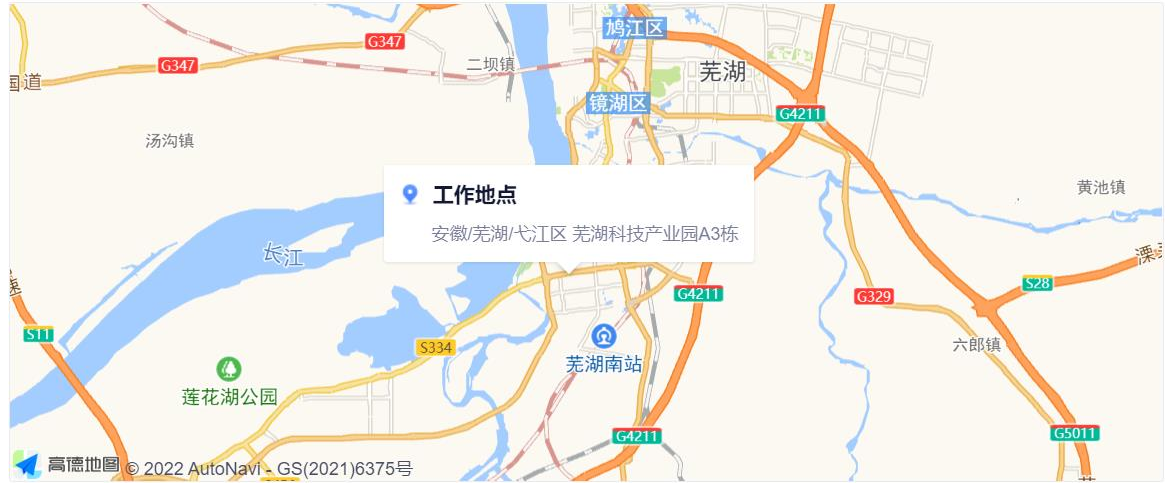 鸠江区
G347
二坝镇
G347
芜湖
国道
镜湖区
G4211
汤沟镇
黄池镇
工作地点
安徽/芜湖/弋江区 芜湖科技产业园A3栋
长江
速
溧
S28
G4211
G329
S11
S334
六郎镇
芜湖南站
莲花湖公园
G5011
G4211
高德地图 © 2022 AutoNavi - GS(2021)6375号